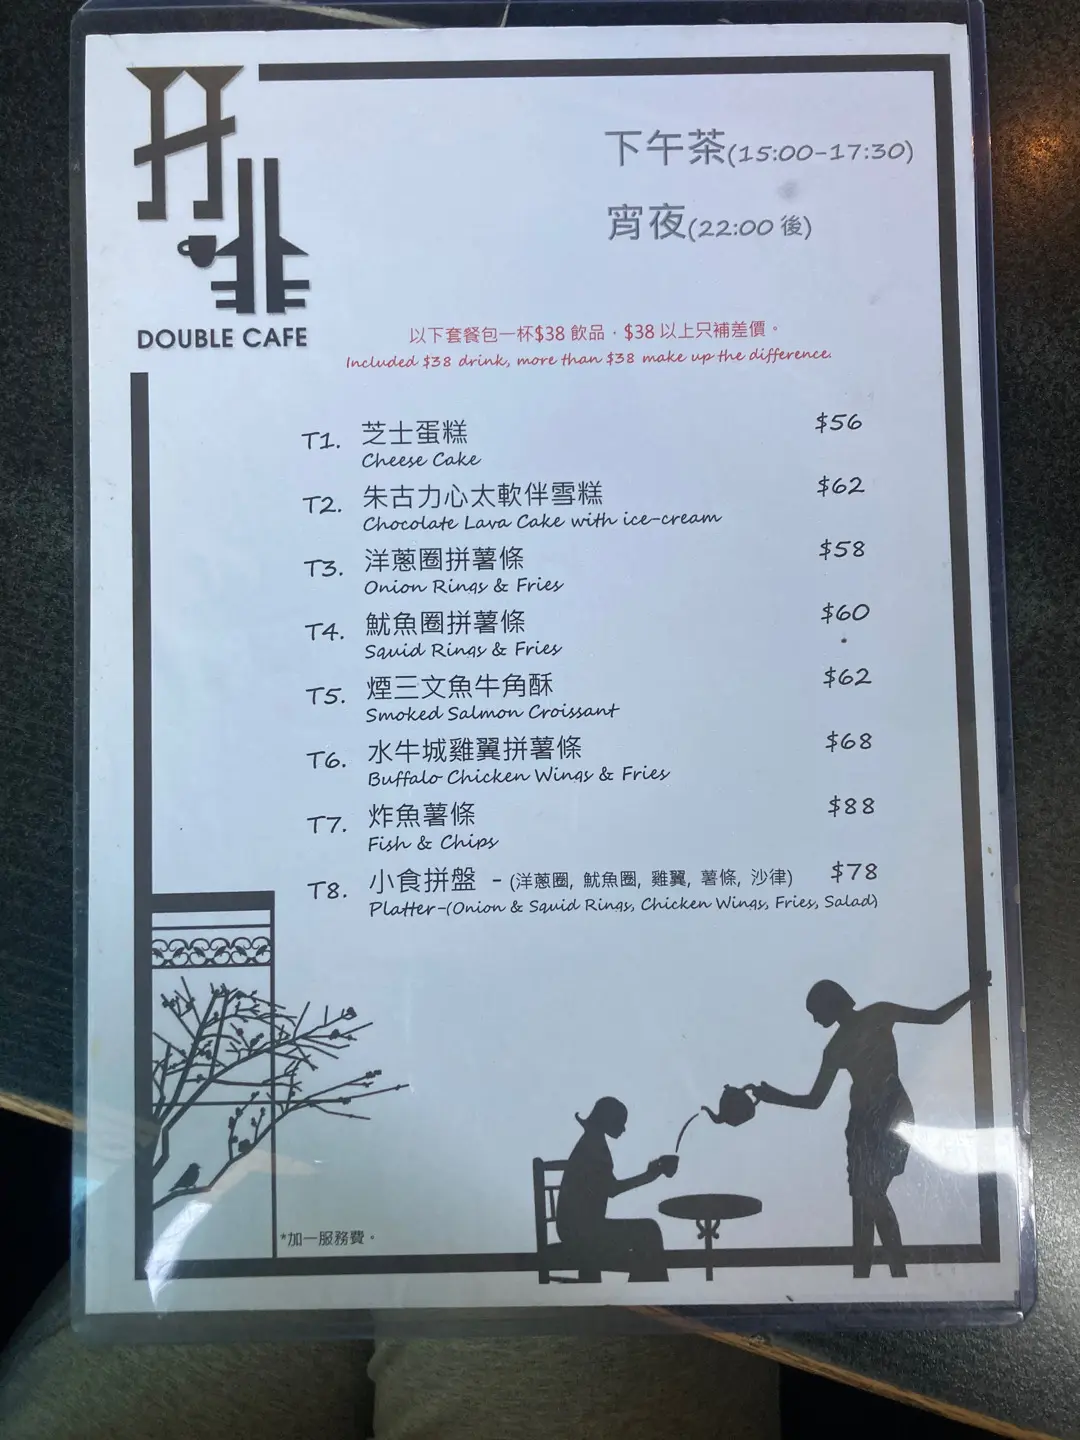 DOUBLE CAFE
下午茶(15:00-17:30)
宵夜(22:00 後)
以下套餐包一杯$38 飲品，$38 以上只補差價。
Included $38 drink, more than $38 make up the difference.
T1. 芝士蛋糕 $56
Cheese Cake
T2. 朱古力心太軟伴雪糕 $62
Chocolate Lava Cake with ice-cream
T3. 洋蔥圈拼薯條 $58
Onion Rings & Fries
T4. 魷魚圈拼薯條 $60
Squid Rings & Fries
T5. 煙三文魚牛角酥 $62
Smoked Salmon Croissant
T6. 水牛城雞翼拼薯條 $68
Buffalo Chicken Wings & Fries
T7. 炸魚薯條 $88
Fish & Chips
T8. 小食拼盤 - (洋蔥圈, 魷魚圈, 雞翼, 薯條, 沙律) $78
Platter-(Onion & Squid Rings, Chicken Wings, Fries, Salad)
*加一服務費。